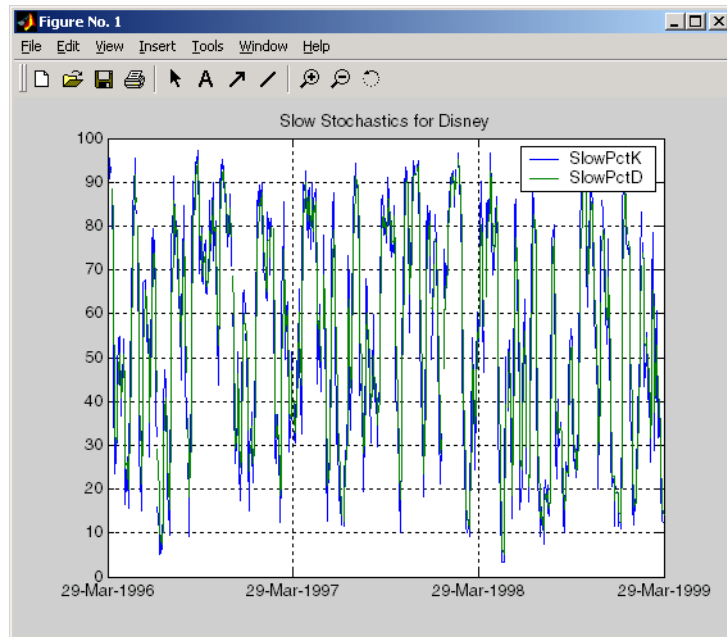 Figure No. 1
File Edit View Insert Tools Window Help
A
Slow Stochastics for Disney
SlowPctK
SlowPctD
100
90
80
70
60
50
40
30
20
10
0
29-Mar-1996 29-Mar-1997 29-Mar-1998 29-Mar-1999